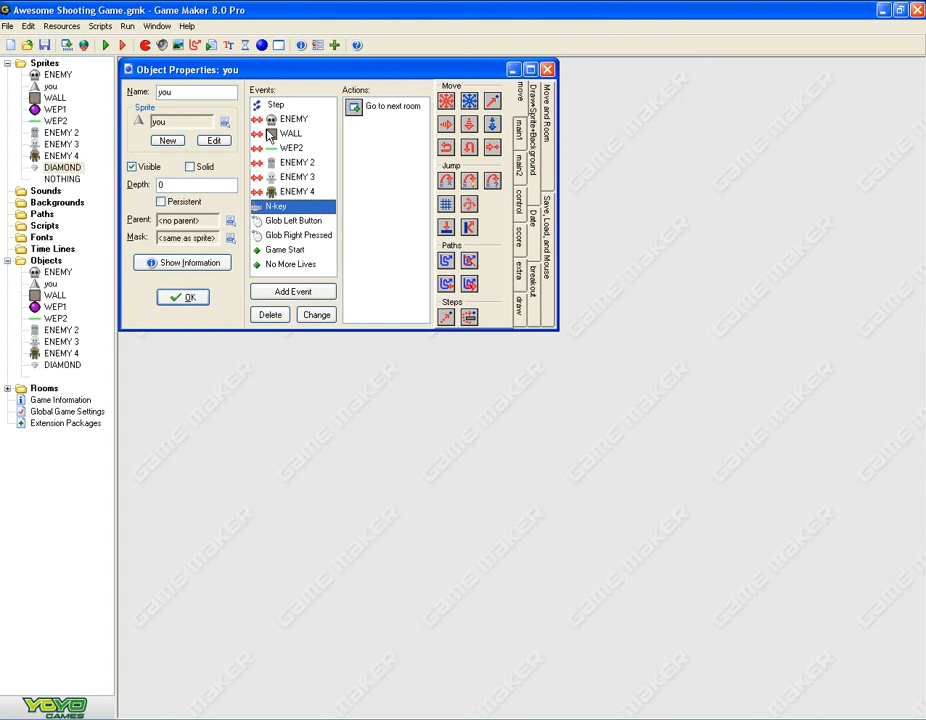 Awesome Shooting Game.gmk - Game Maker 8.0 Pro
File Edit Resources Scripts Run Window Help
Sprites
ENEMY
you
WALL
WEP1
WEP2
ENEMY 2
ENEMY 3
ENEMY 4
DIAMOND
NOTHING
Sounds
Backgrounds
Paths
Scripts
Fonts
Time Lines
Objects
ENEMY
you
WALL
WEP1
WEP2
ENEMY 2
ENEMY 3
ENEMY 4
DIAMOND
Rooms
Game Information
Global Game Settings
Extension Packages
YOYO
GAMES
Object Properties: you
Name: you
Sprite
you
New Edit
Visible Solid
Depth: 0
Persistent
Parent: <no parent>
Mask: <same as sprite>
Show Information
OK
Events:
Step
ENEMY
WALL
WEP2
ENEMY 2
ENEMY 3
ENEMY 4
N-key
Glob Left Button
Glob Right Pressed
Game Start
No More Lives
Add Event
Delete Change
Actions:
Go to next room
Move
Jump
Paths
Steps
move
main1
main2
control
score
extra
draw
Draw+Sprite+Background
Date
breakout
Move and Room
Save, Load, and Mouse
GAME MAKER